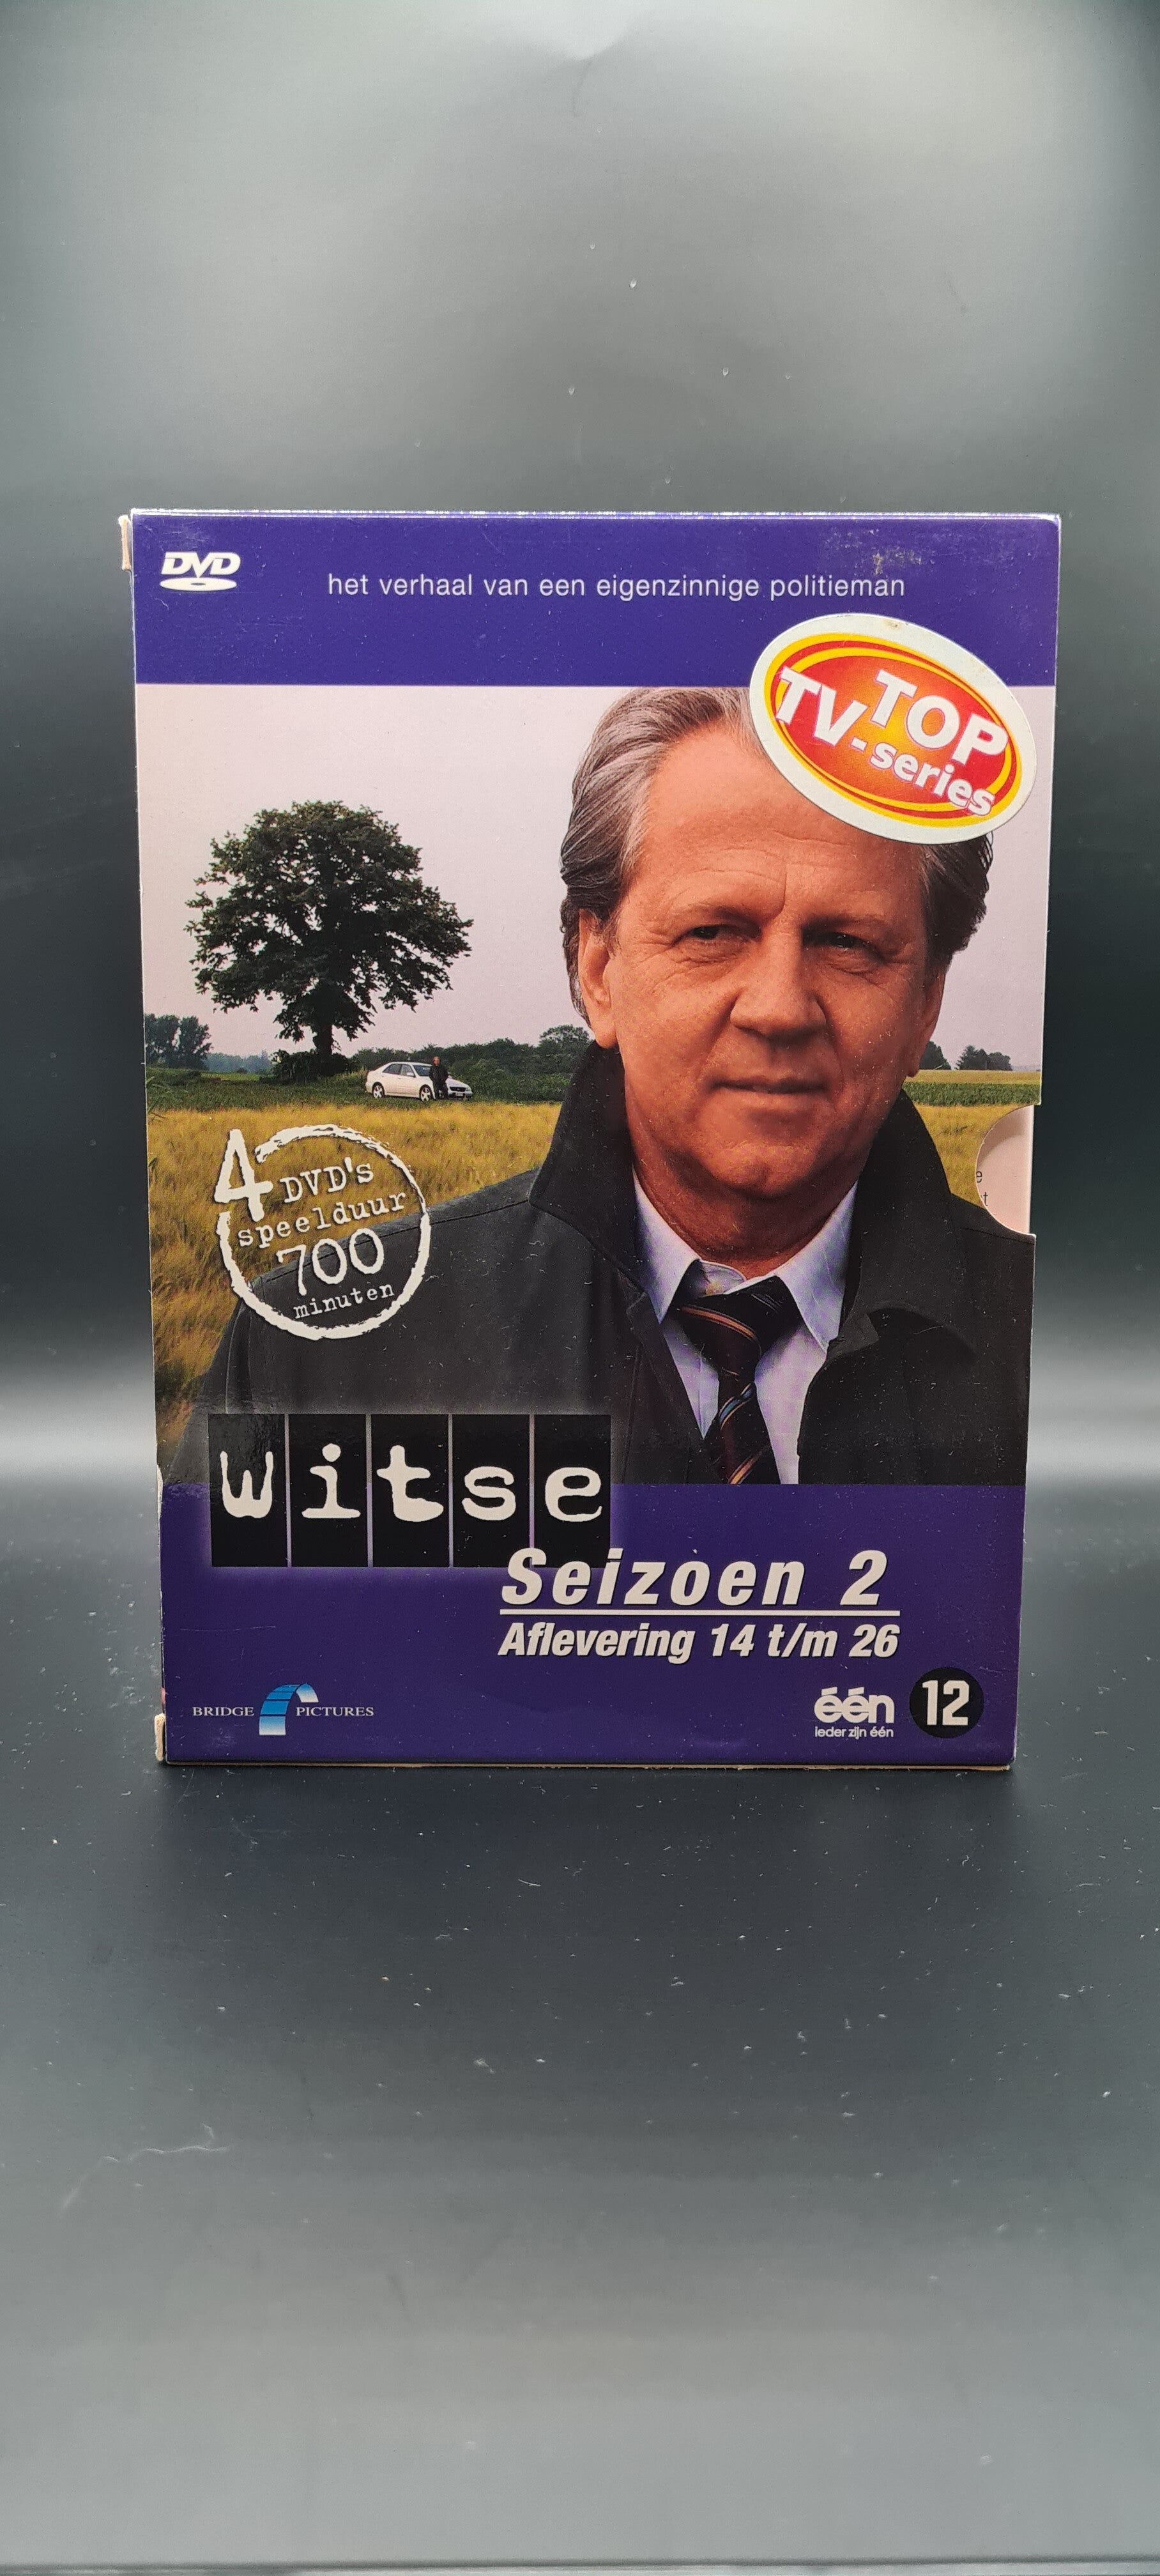 DVD
het verhaal van een eigenzinnige politieman
TOP
TV-series
4 DVD's
speelduur
700
minuten
witse
Seizoen 2
Aflevering 14 t/m 26
BRIDGE PICTURES
één
ieder zijn één
12